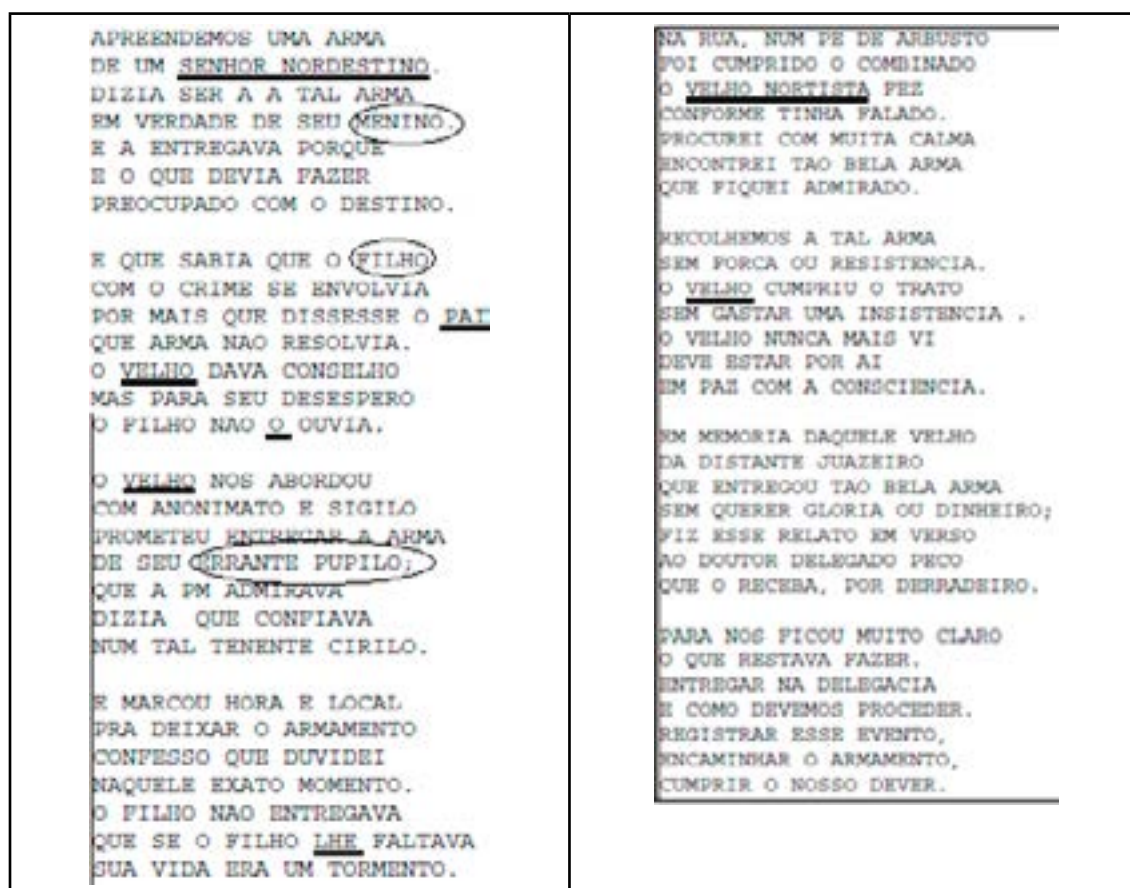 APREENDEMOS UMA ARMA
DE UM SENHOR NORDESTINO.
DIZIA SER A A TAL ARMA
EM VERDADE DE SEU MENINO.
E A ENTREGAVA PORQUE
E O QUE DEVIA FAZER
PREOCUPADO COM O DESTINO.
E QUE SABIA QUE O FILHO
COM O CRIME SE ENVOLVIA
POR MAIS QUE DISSESSE O PAI
QUE ARMA NAO RESOLVIA.
O VELHO DAVA CONSELHO
MAS PARA SEU DESESPERO
O FILHO NAO O OUVIA.
O VELHO NOS ABORDOU
COM ANONIMATO E SIGILO
PROMETEU ENTREGAR A ARMA
DE SEU ERRANTE PUPILO;
QUE A PM ADMIRAVA
DIZIA QUE CONFIAVA
NUM TAL TENENTE CIRILO.
E MARCOU HORA E LOCAL
PRA DEIXAR O ARMAMENTO
CONFESSO QUE DUVIDEI
NAQUELE EXATO MOMENTO.
O FILHO NAO ENTREGAVA
QUE SE O FILHO LHE FALTAVA
SUA VIDA ERA UM TORMENTO.
NA RUA, NUM PE DE ARBUSTO
FOI CUMPRIDO O COMBINADO
O VELHO NORTISTA FEZ
CONFORME TINHA FALADO.
PROCUREI COM MUITA CALMA
ENCONTREI TAO BELA ARMA
QUE FIQUEI ADMIRADO.
RECOLHEMOS A TAL ARMA
SEM FORCA OU RESISTENCIA.
O VELHO CUMPRIU O TRATO
SEM GASTAR UMA INSISTENCIA .
O VELHO NUNCA MAIS VI
DEVE ESTAR POR AI
EM PAZ COM A CONSCIENCIA.
EM MEMORIA DAQUELE VELHO
DA DISTANTE JUAZEIRO
QUE ENTREGOU TAO BELA ARMA
SEM QUERER GLORIA OU DINHEIRO;
FIZ ESSE RELATO EM VERSO
AO DOUTOR DELEGADO PECO
QUE O RECEBA, POR DERRADEIRO.
PARA NOS FICOU MUITO CLARO
O QUE RESTAVA FAZER.
ENTREGAR NA DELEGACIA
E COMO DEVEMOS PROCEDER.
REGISTRAR ESSE EVENTO,
ENCAMINHAR O ARMAMENTO,
CUMPRIR O NOSSO DEVER.